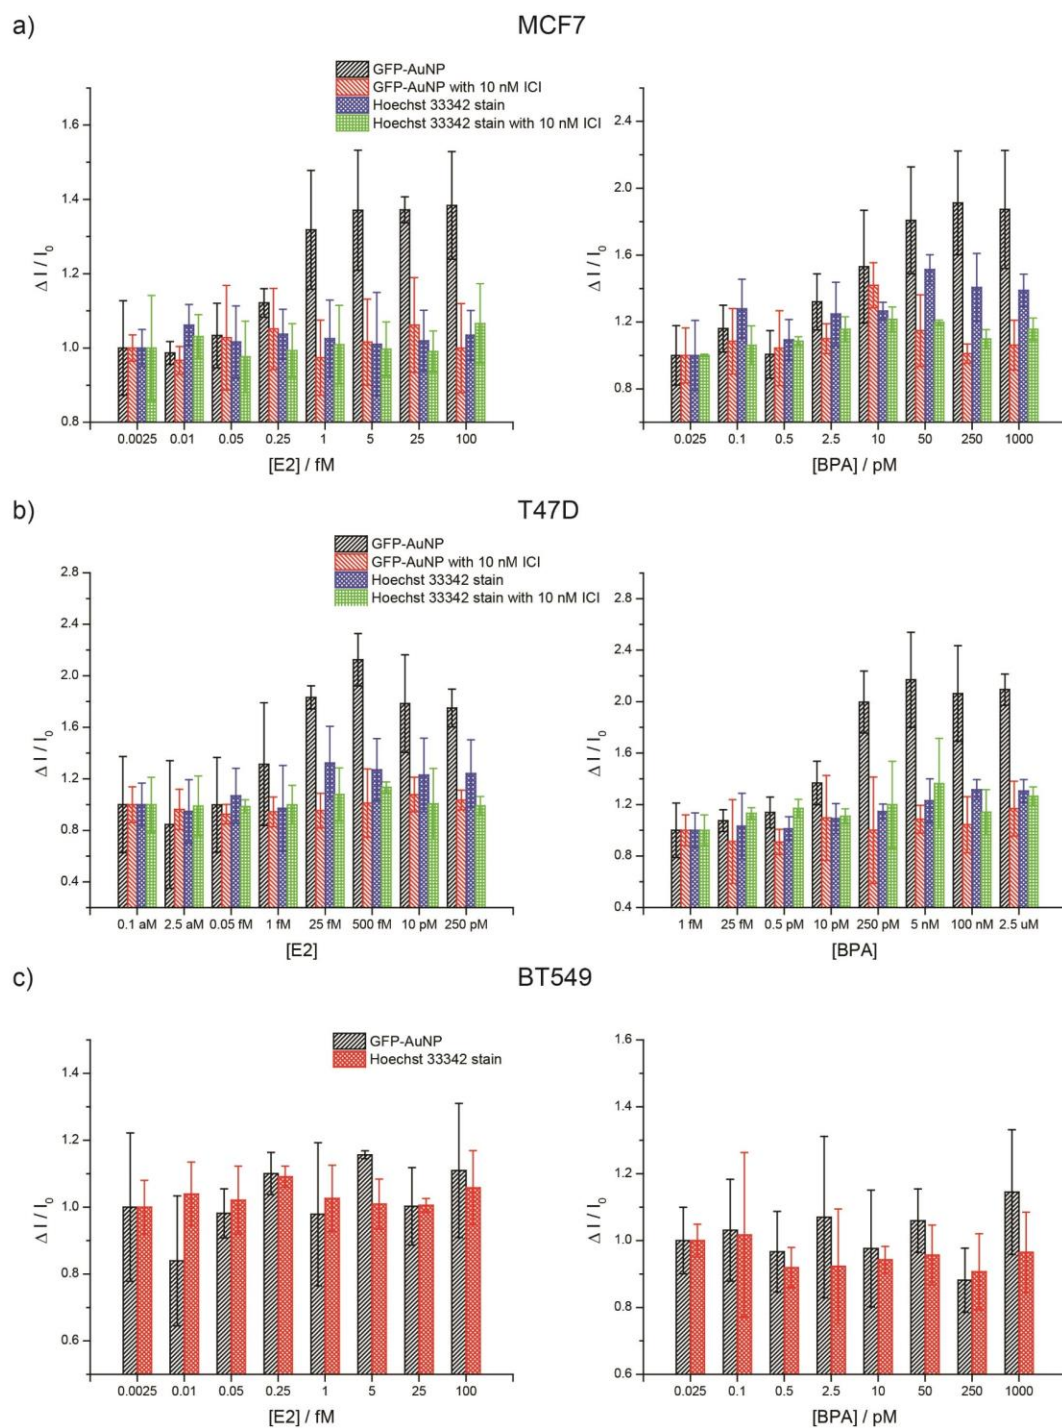 a) MCF7
GFP-AuNP
GFP-AuNP with 10 nM ICI
Hoechst 33342 stain
Hoechst 33342 stain with 10 nM ICI
1.6
1.4
1.2
1.0
0.8
Δ I / I0
0.0025 0.01 0.05 0.25 1 5 25 100
[E2] / fM
2.4
2.0
1.6
1.2
0.8
Δ I / I0
0.025 0.1 0.5 2.5 10 50 250 1000
[BPA] / pM
b) T47D
GFP-AuNP
GFP-AuNP with 10 nM ICI
Hoechst 33342 stain
Hoechst 33342 stain with 10 nM ICI
2.8
2.4
2.0
1.6
1.2
0.8
0.4
Δ I / I0
0.1 aM 2.5 aM 0.05 fM 1 fM 25 fM 500 fM 10 pM 250 pM
[E2]
2.8
2.4
2.0
1.6
1.2
0.8
0.4
Δ I / I0
1 fM 25 fM 0.5 pM 10 pM 250 pM 5 nM 100 nM 2.5 uM
[BPA]
c) BT549
GFP-AuNP
Hoechst 33342 stain
1.4
1.2
1.0
0.8
0.6
Δ I / I0
0.0025 0.01 0.05 0.25 1 5 25 100
[E2] / fM
1.6
1.4
1.2
1.0
0.8
0.6
Δ I / I0
0.025 0.1 0.5 2.5 10 50 250 1000
[BPA] / pM